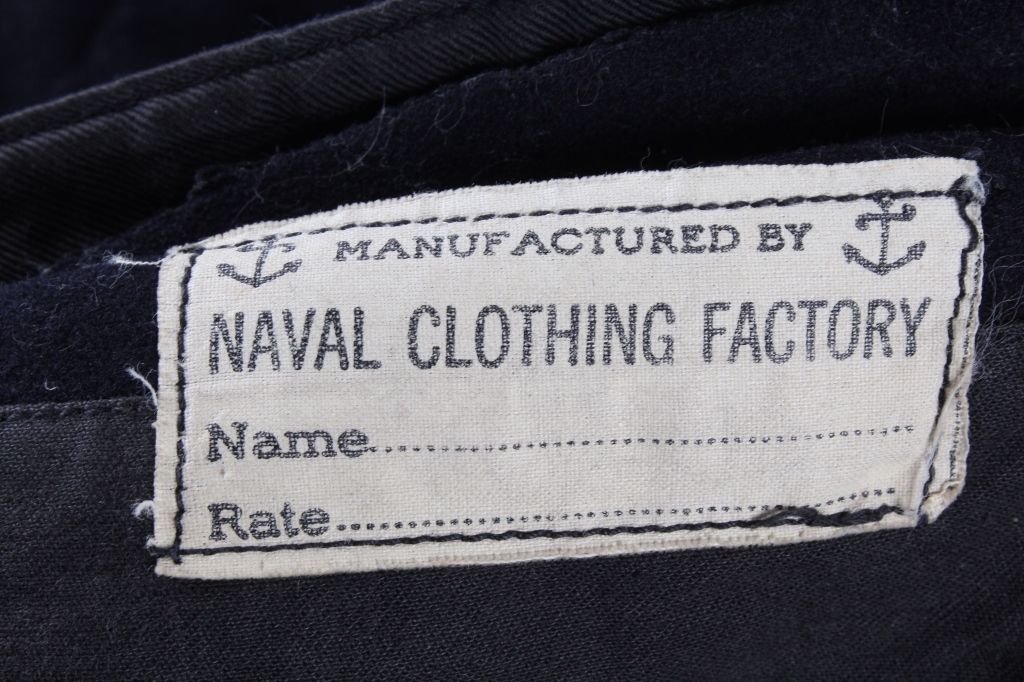 MANUFACTURED BY
NAVAL CLOTHING FACTORY
Name....................................................
Rate....................................................